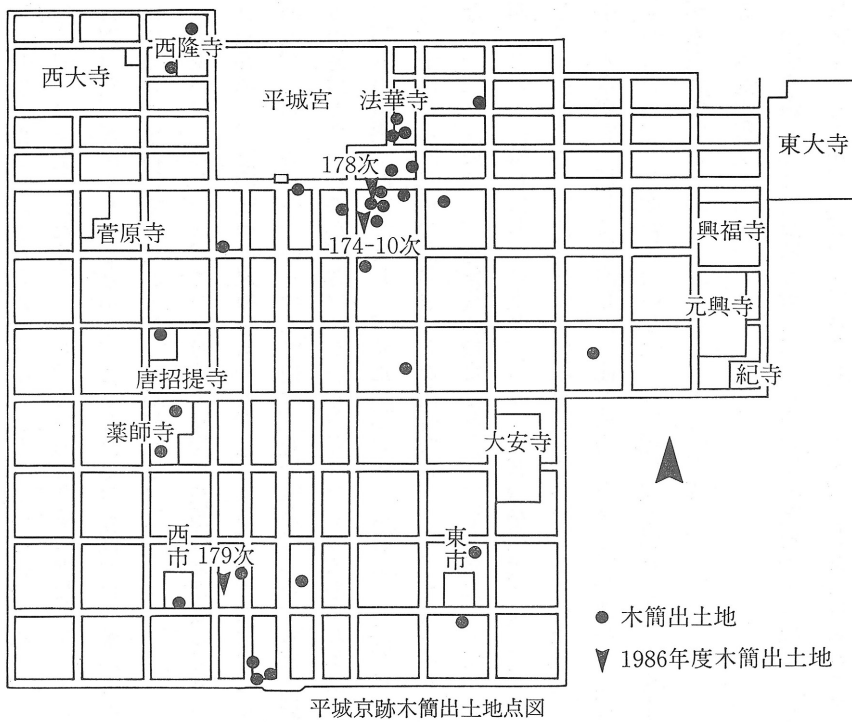 西隆寺
西大寺
平城宮
法華寺
東大寺
178次
菅原寺
174-10次
興福寺
元興寺
唐招提寺
紀寺
薬師寺
大安寺
西市
179次
東市
木簡出土地
1986年度木簡出土地
平城京跡木簡出土地点図